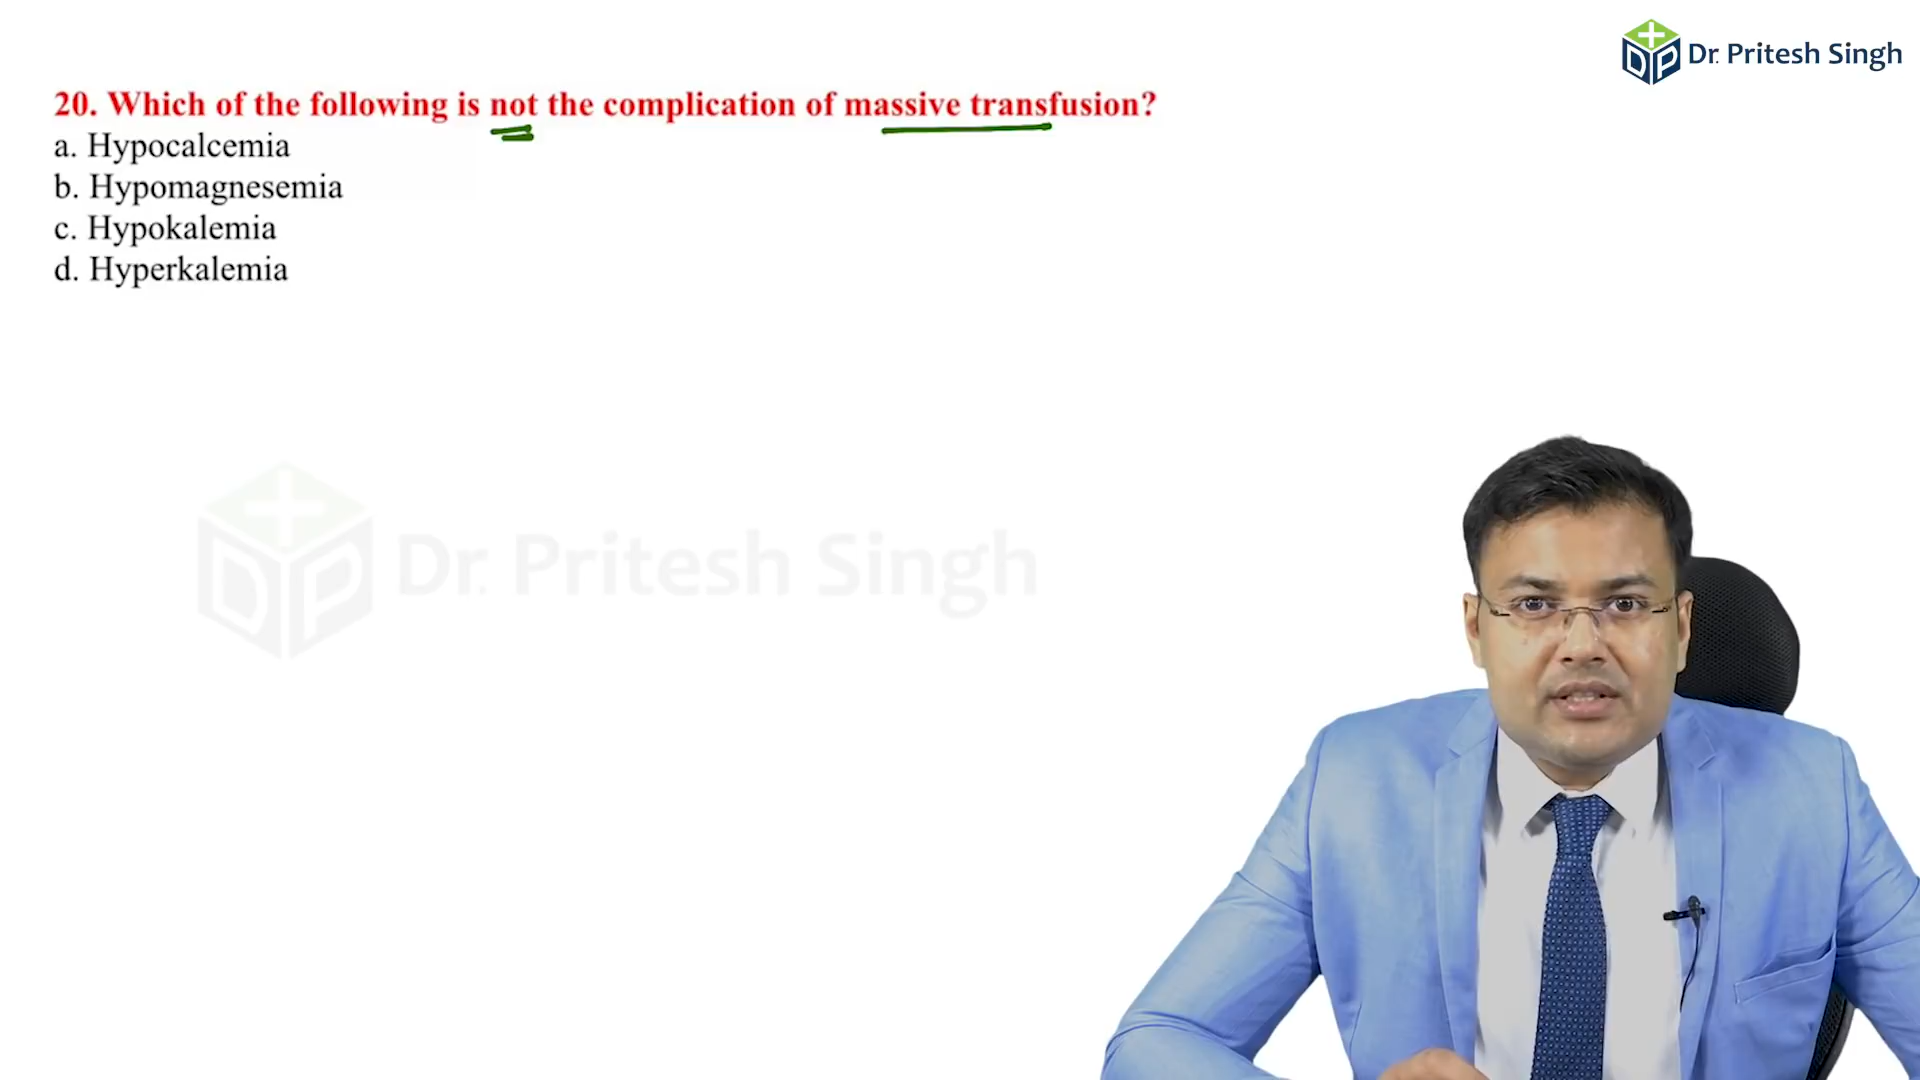 Dr. Pritesh Singh
20. Which of the following is not the complication of massive transfusion?
a. Hypocalcemia
b. Hypomagnesemia
c. Hypokalemia
d. Hyperkalemia
DP Dr. Pritesh Singh